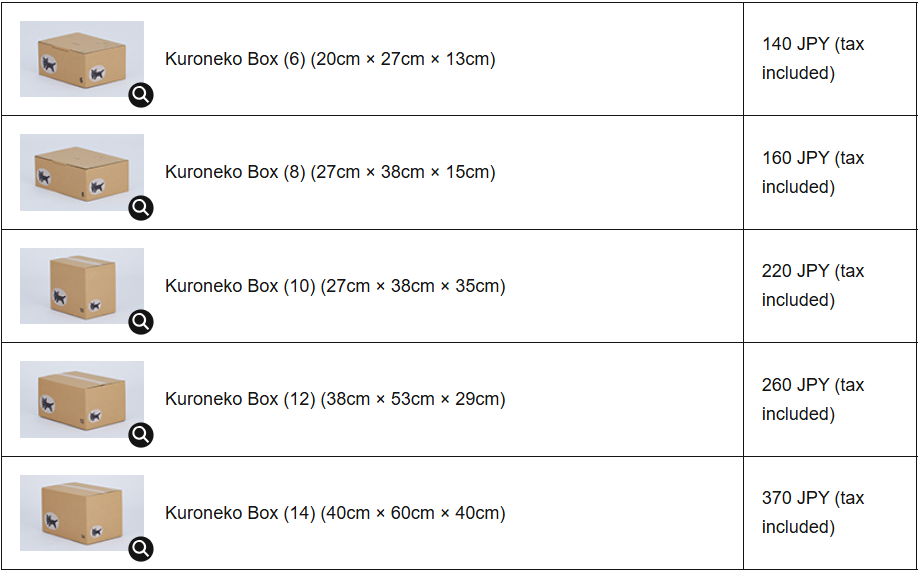 Kuroneko Box (6) (20cm × 27cm × 13cm)
140 JPY (tax
included)
Kuroneko Box (8) (27cm × 38cm × 15cm)
160 JPY (tax
included)
Kuroneko Box (10) (27cm × 38cm × 35cm)
220 JPY (tax
included)
Kuroneko Box (12) (38cm × 53cm × 29cm)
260 JPY (tax
included)
Kuroneko Box (14) (40cm × 60cm × 40cm)
370 JPY (tax
included)